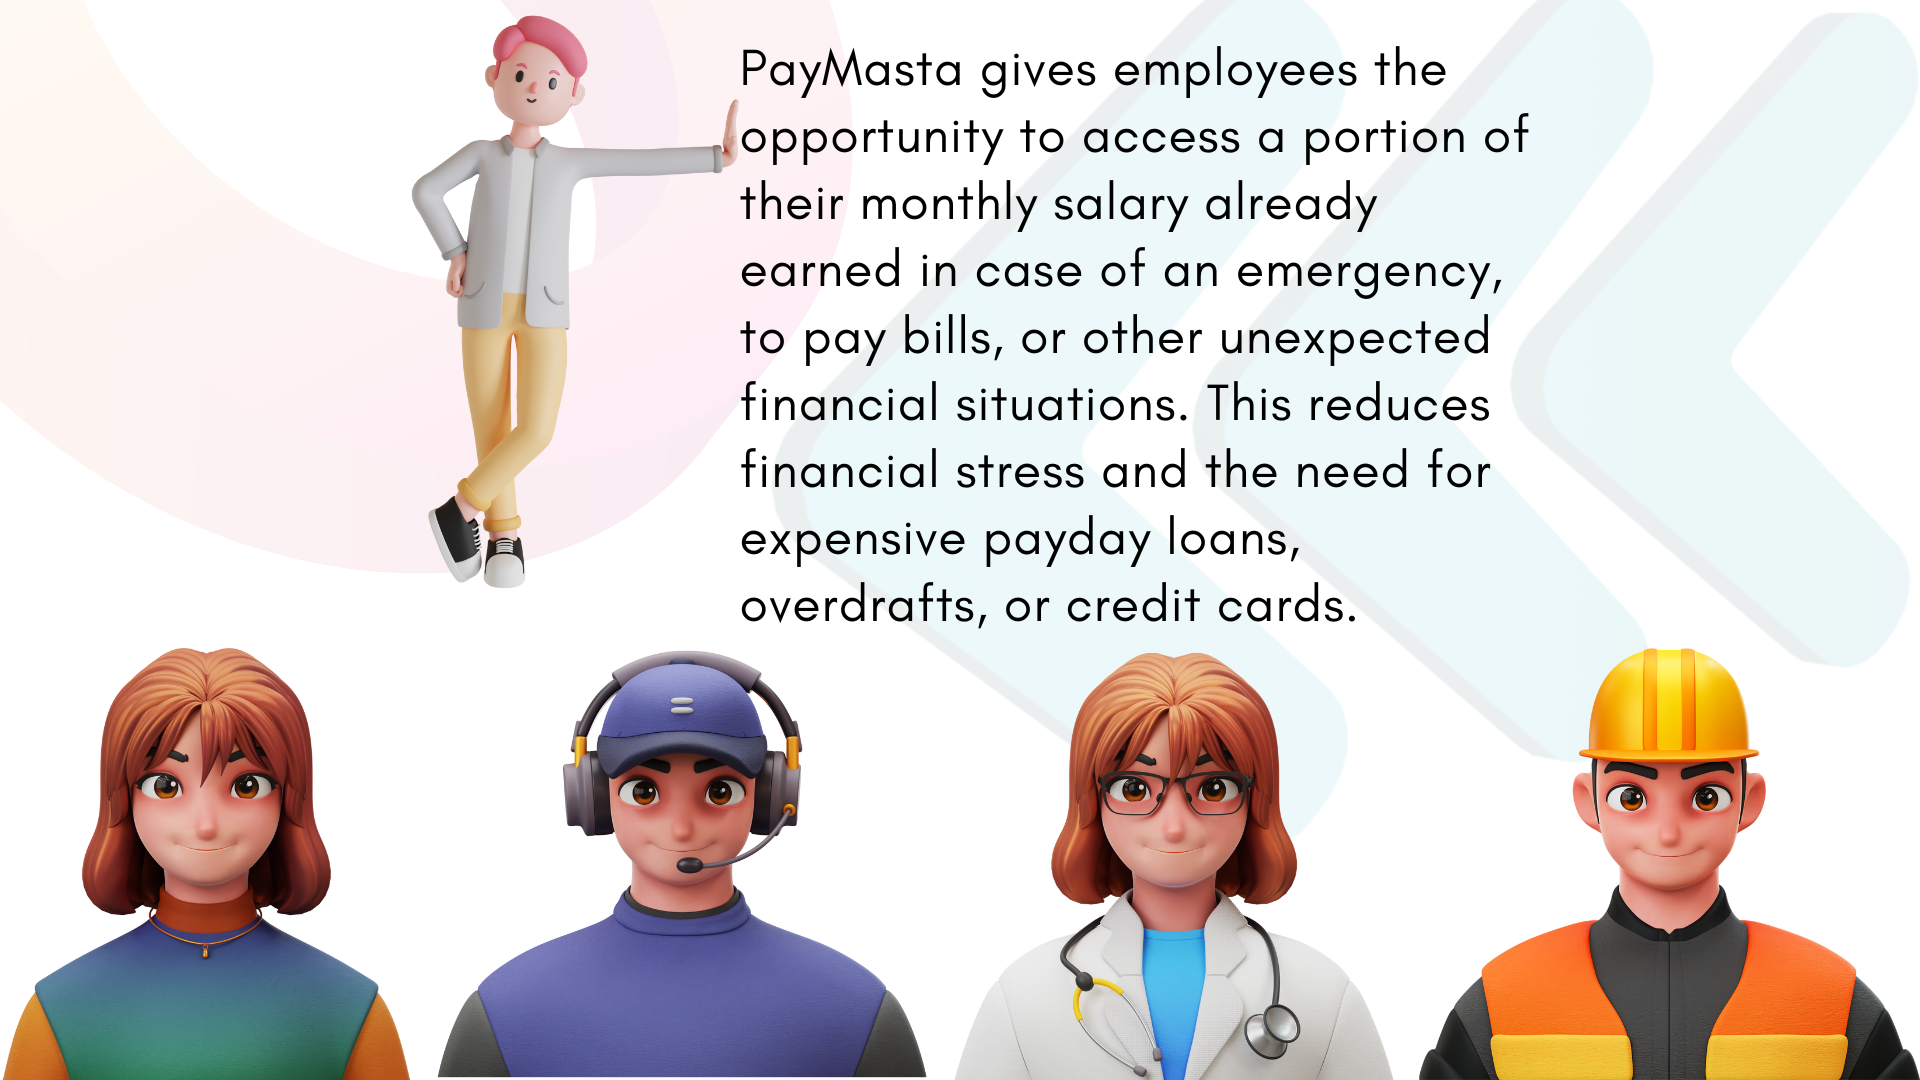 PayMasta gives employees the
opportunity to access a portion of
their monthly salary already
earned in case of an emergency,
to pay bills, or other unexpected
financial situations. This reduces
financial stress and the need for
expensive payday loans,
overdrafts, or credit cards.